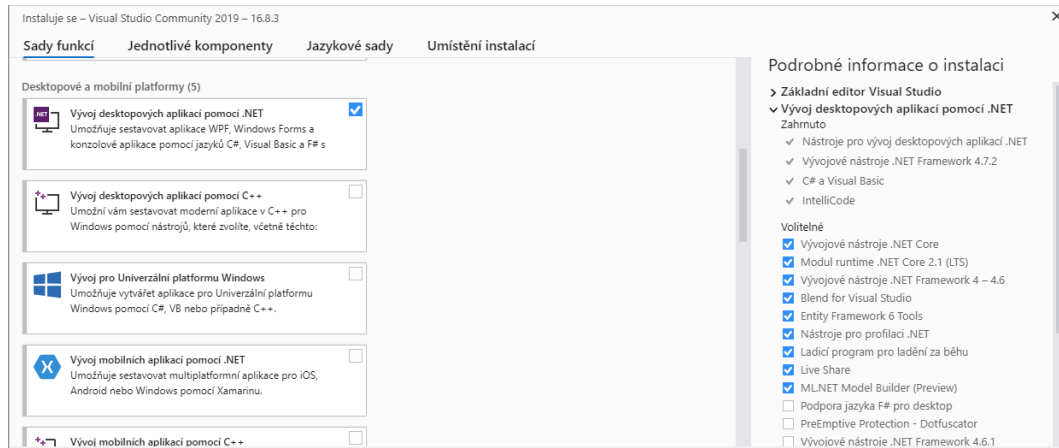 Instaluje se – Visual Studio Community 2019 – 16.8.3
Sady funkcí
Jednotlivé komponenty
Jazykové sady
Umístění instalací
Desktopové a mobilní platformy (5)
.NET
Vývoj desktopových aplikací pomocí .NET
Umožňuje sestavovat aplikace WPF, Windows Forms a
konzolové aplikace pomocí jazyků C#, Visual Basic a F# s
Vývoj desktopových aplikací pomocí C++
Umožní vám sestavovat moderní aplikace v C++ pro
Windows pomocí nástrojů, které zvolíte, včetně těchto:
Vývoj pro Univerzální platformu Windows
Umožňuje vytvářet aplikace pro Univerzální platformu
Windows pomocí C#, VB nebo případně C++.
Vývoj mobilních aplikací pomocí .NET
Umožňuje sestavovat multiplatformní aplikace pro iOS,
Android nebo Windows pomocí Xamarinu.
Vývoj mobilních aplikací pomocí C++
Podrobné informace o instalaci
Základní editor Visual Studio
Vývoj desktopových aplikací pomocí .NET
Zahrnuto
Nástroje pro vývoj desktopových aplikací .NET
Vývojové nástroje .NET Framework 4.7.2
C# a Visual Basic
IntelliCode
Volitelné
Vývojové nástroje .NET Core
Modul runtime .NET Core 2.1 (LTS)
Vývojové nástroje .NET Framework 4 – 4.6
Blend for Visual Studio
Entity Framework 6 Tools
Nástroje pro profilaci .NET
Ladicí program pro ladění za běhu
Live Share
ML.NET Model Builder (Preview)
Podpora jazyka F# pro desktop
PreEmptive Protection - Dotfuscator
Vývojové nástroje .NET Framework 4.6.1